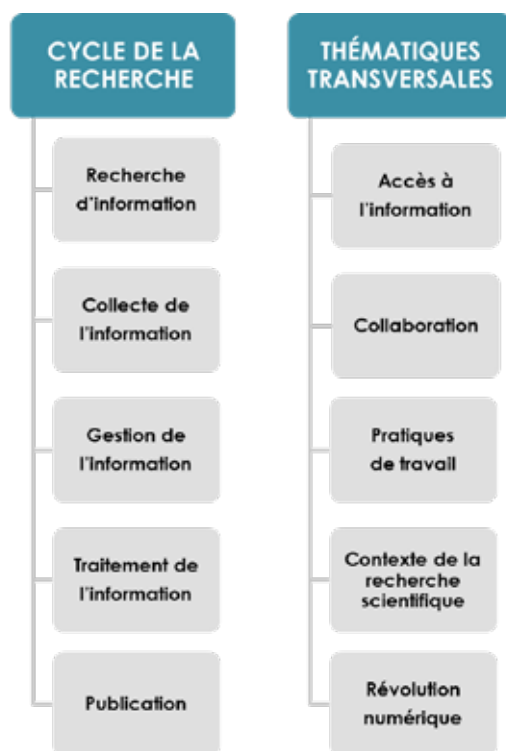 CYCLE DE LA
RECHERCHE
Recherche
d'information
Collecte de
l'information
Gestion de
l'information
Traitement de
l'information
Publication
THÉMATIQUES
TRANSVERSALES
Accès à
l'information
Collaboration
Pratiques
de travail
Contexte de la
recherche
scientifique
Révolution
numérique